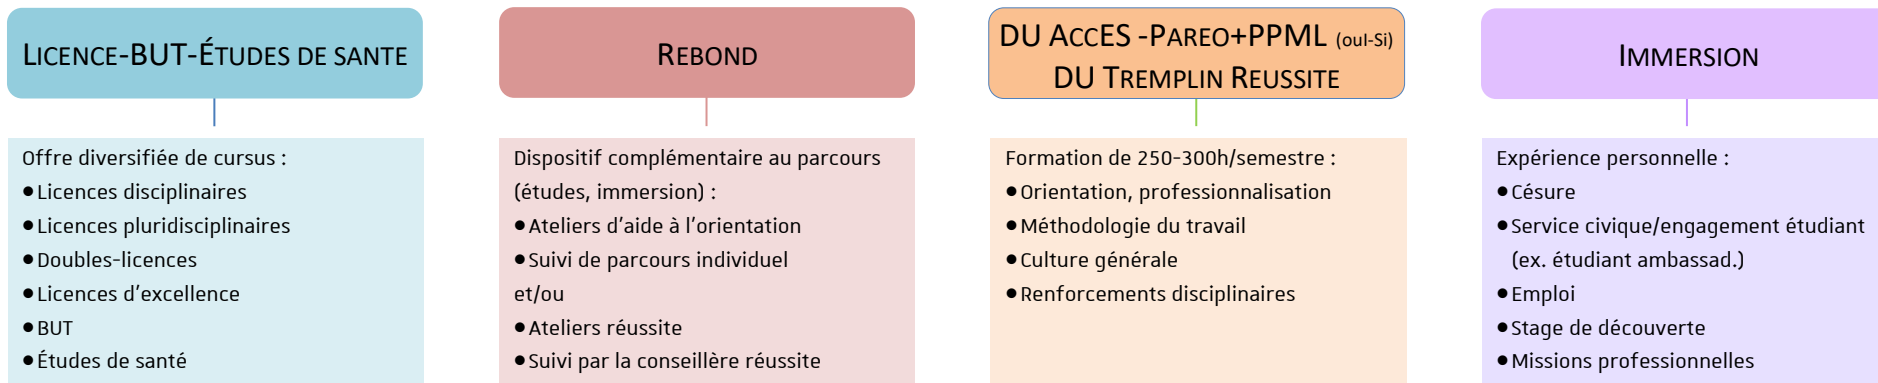 LICENCE-BUT-ÉTUDES DE SANTE
Offre diversifiée de cursus :
•Licences disciplinaires
•Licences pluridisciplinaires
•Doubles-licences
•Licences d'excellence
•BUT
•Études de santé
REBOND
Dispositif complémentaire au parcours
(études, immersion) :
•Ateliers d'aide à l'orientation
•Suivi de parcours individuel
et/ou
•Ateliers réussite
•Suivi par la conseillère réussite
DU ACCES -PAREO+PPML (ouI-Si)
DU TREMPLIN REUSSITE
Formation de 250-300h/semestre :
•Orientation, professionnalisation
•Méthodologie du travail
•Culture générale
•Renforcements disciplinaires
IMMERSION
Expérience personnelle :
•Césure
•Service civique/engagement étudiant
(ex. étudiant ambassad.)
•Emploi
•Stage de découverte
•Missions professionnelles